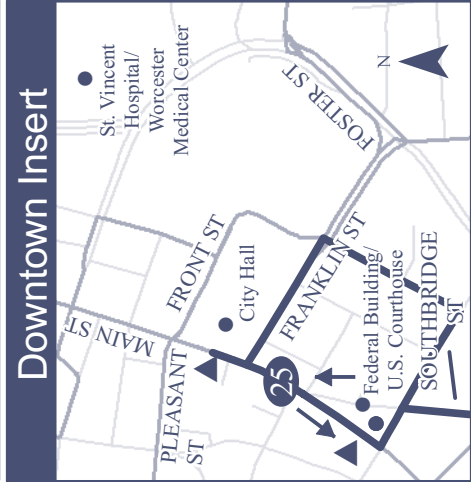 Downtown Insert
St. Vincent
Hospital/
Worcester
Medical Center
N
FOSTER ST
FRONT ST
MAIN ST
City Hall
FRANKLIN ST
PLEASANT
ST
25
Federal Building/
U.S. Courthouse
SOUTHBRIDGE
ST